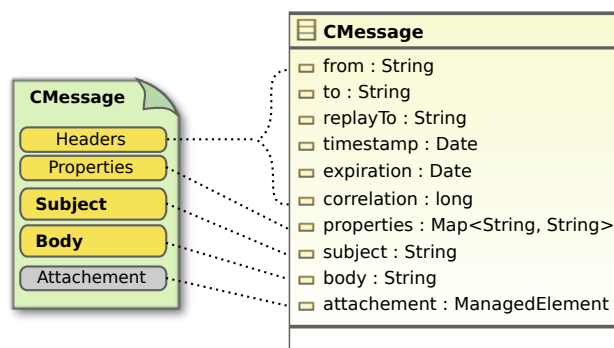 CMessage
Headers
Properties
Subject
Body
Attachement
CMessage
from : String
to : String
replayTo : String
timestamp : Date
expiration : Date
correlation : long
properties : Map<String, String>
subject : String
body : String
attachement : ManagedElement